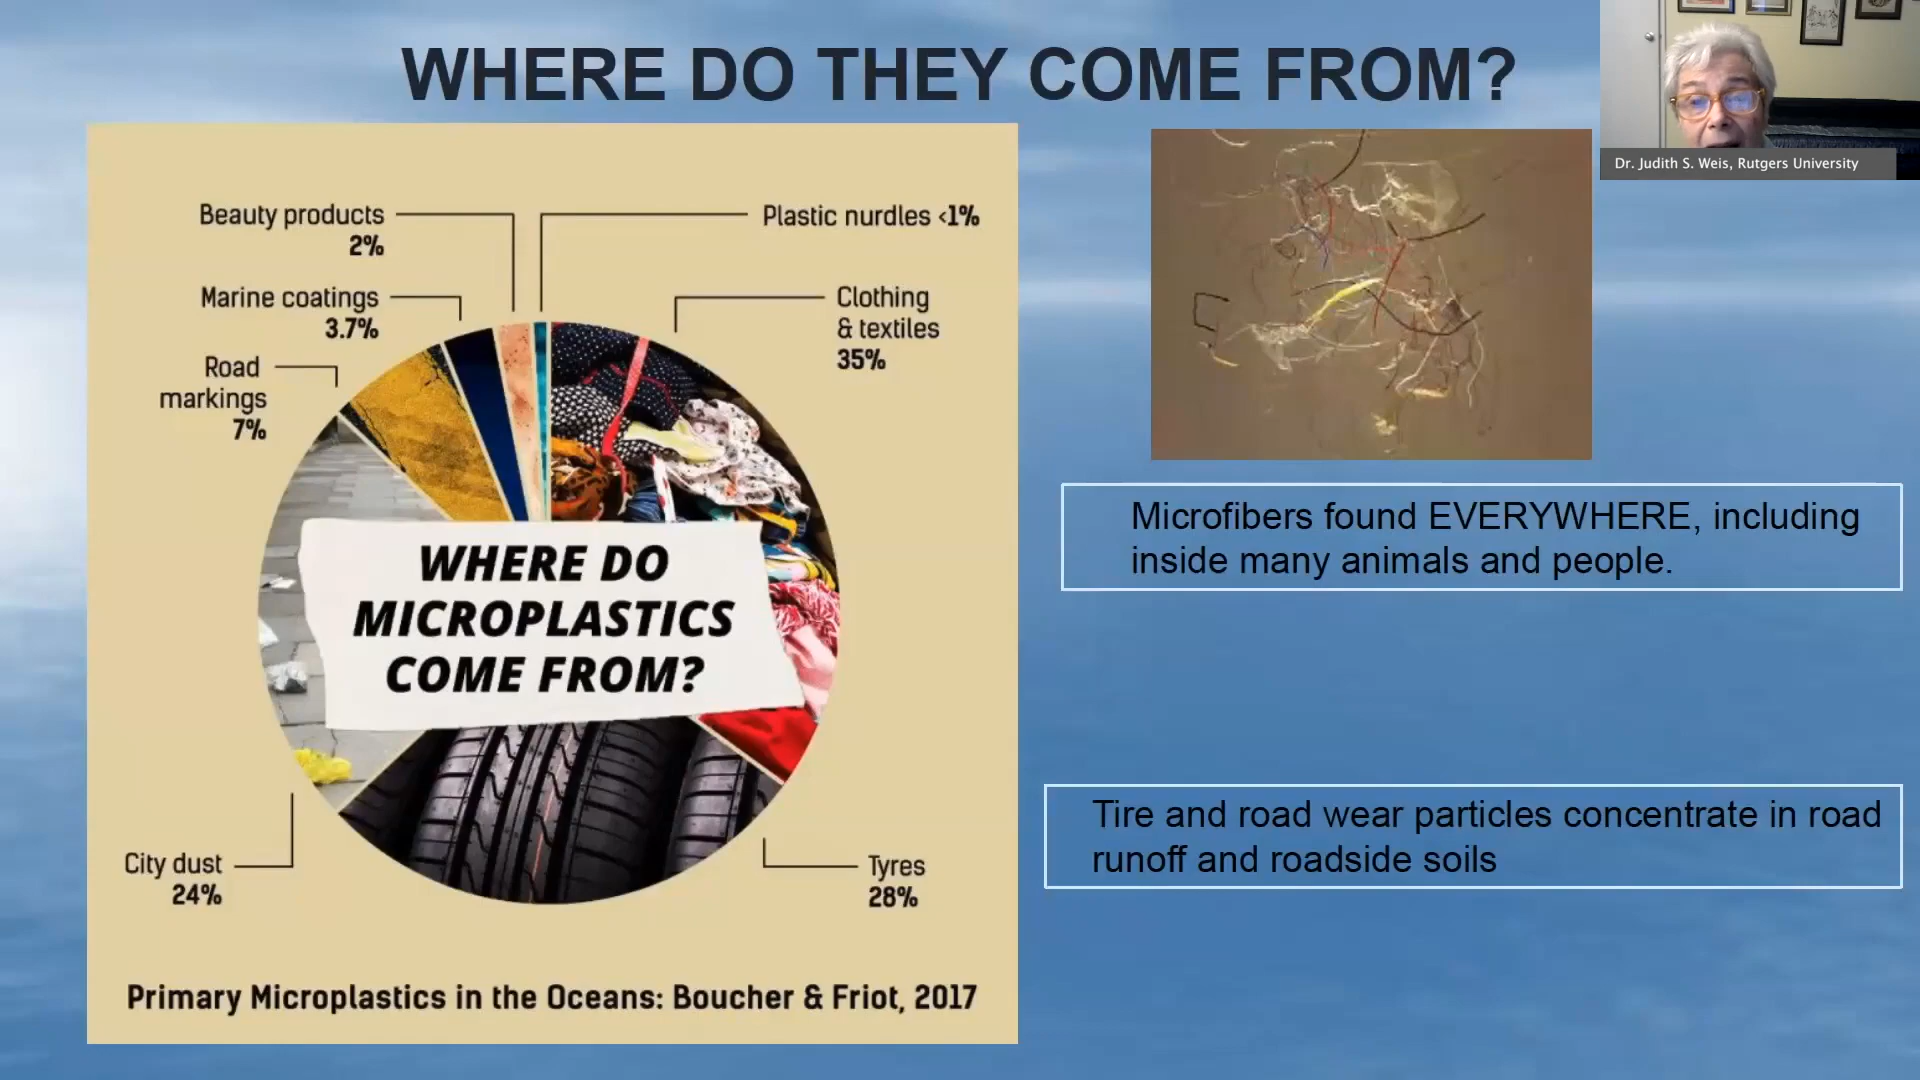 WHERE DO THEY COME FROM?
Dr. Judith S. Weis, Rutgers University
Beauty products
2%
Plastic nurdles <1%
Marine coatings
3.7%
Clothing
& textiles
35%
Road
markings
7%
WHERE DO
MICROPLASTICS
COME FROM?
City dust
24%
Tyres
28%
Primary Microplastics in the Oceans: Boucher & Friot, 2017
Microfibers found EVERYWHERE, including
inside many animals and people.
Tire and road wear particles concentrate in road
runoff and roadside soils